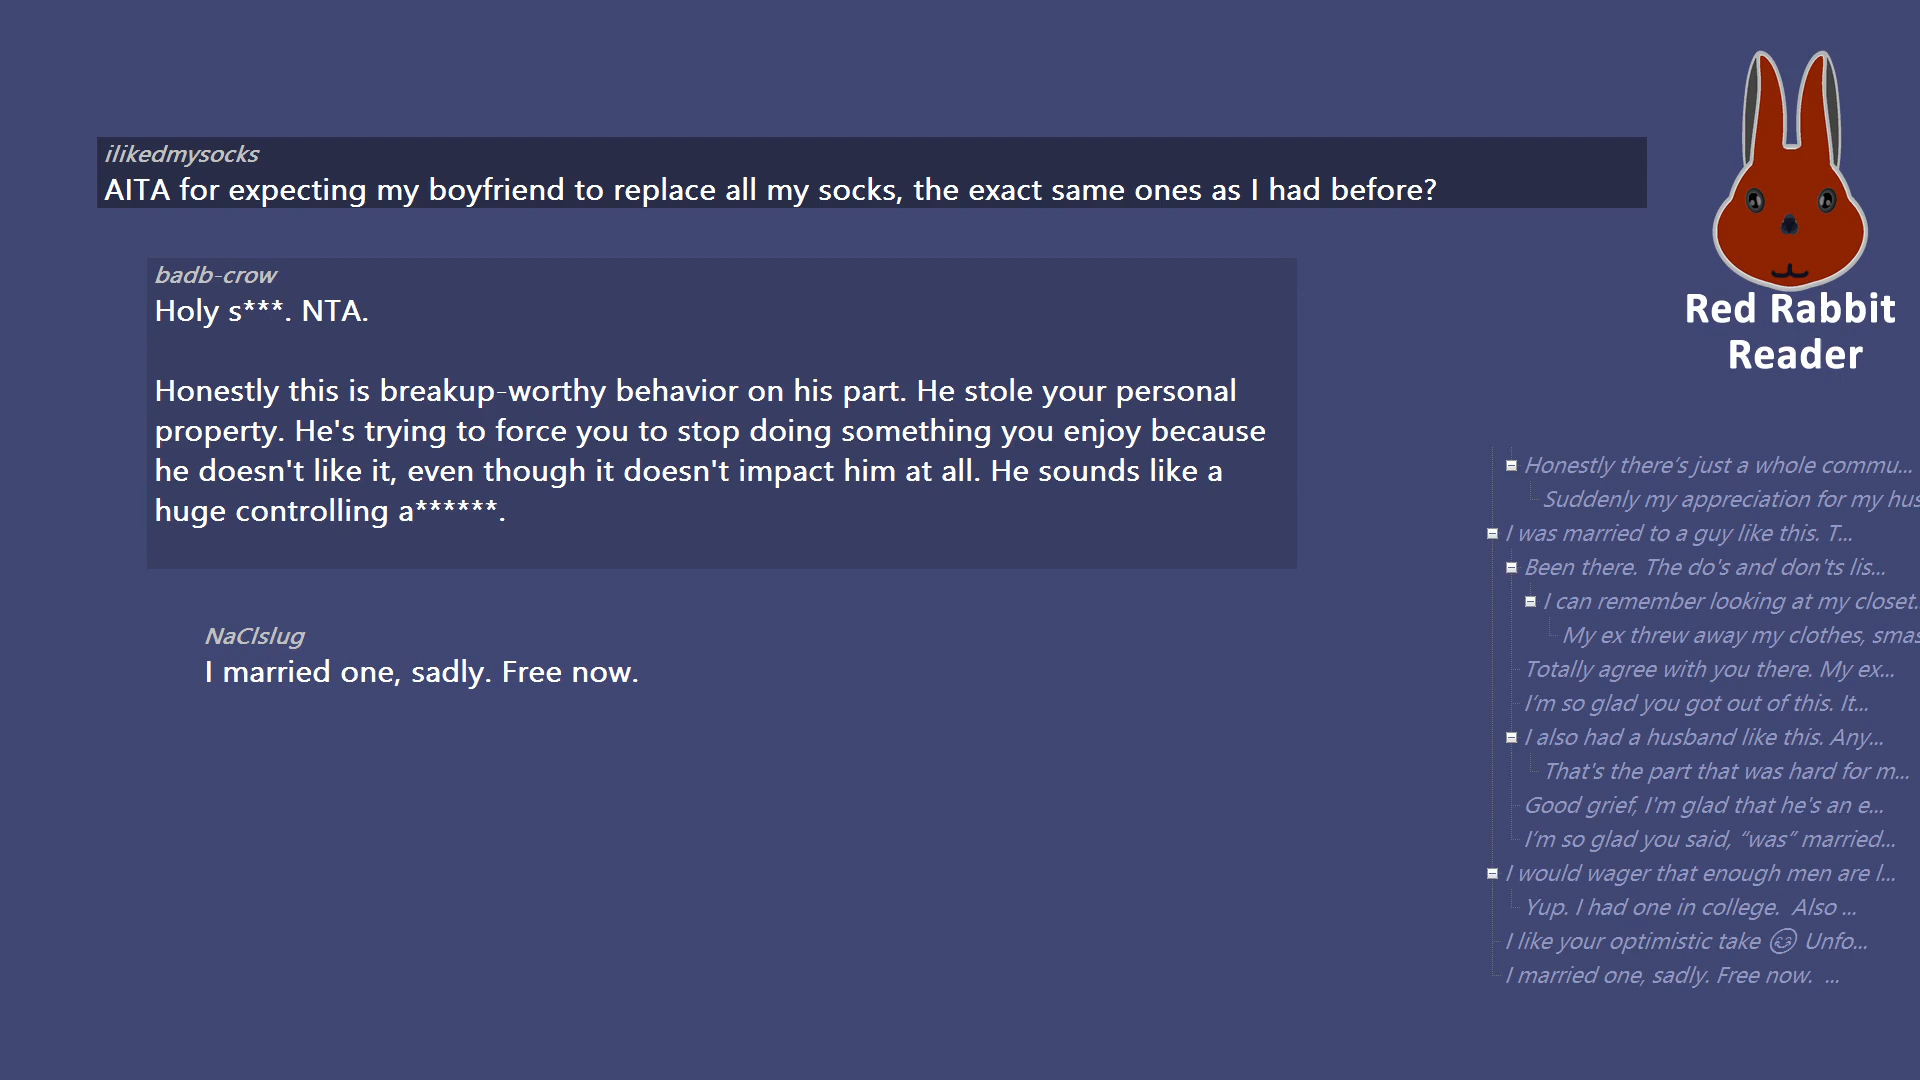 ilikedmysocks
AITA for expecting my boyfriend to replace all my socks, the exact same ones as I had before?
badb-crow
Holy s***. NTA.
Honestly this is breakup-worthy behavior on his part. He stole your personal
property. He's trying to force you to stop doing something you enjoy because
he doesn't like it, even though it doesn't impact him at all. He sounds like a
huge controlling a******.
NaClslug
I married one, sadly. Free now.
Red Rabbit
Reader
Honestly there’s just a whole commu...
Suddenly my appreciation for my hus
I was married to a guy like this. T...
Been there. The do's and don'ts lis...
I can remember looking at my closet.
My ex threw away my clothes, smas
Totally agree with you there. My ex...
I’m so glad you got out of this. It...
I also had a husband like this. Any...
That's the part that was hard for m...
Good grief, I'm glad that he's an e...
I’m so glad you said, “was” married...
I would wager that enough men are l...
Yup. I had one in college. Also ...
I like your optimistic take 😊 Unfo...
I married one, sadly. Free now. ...